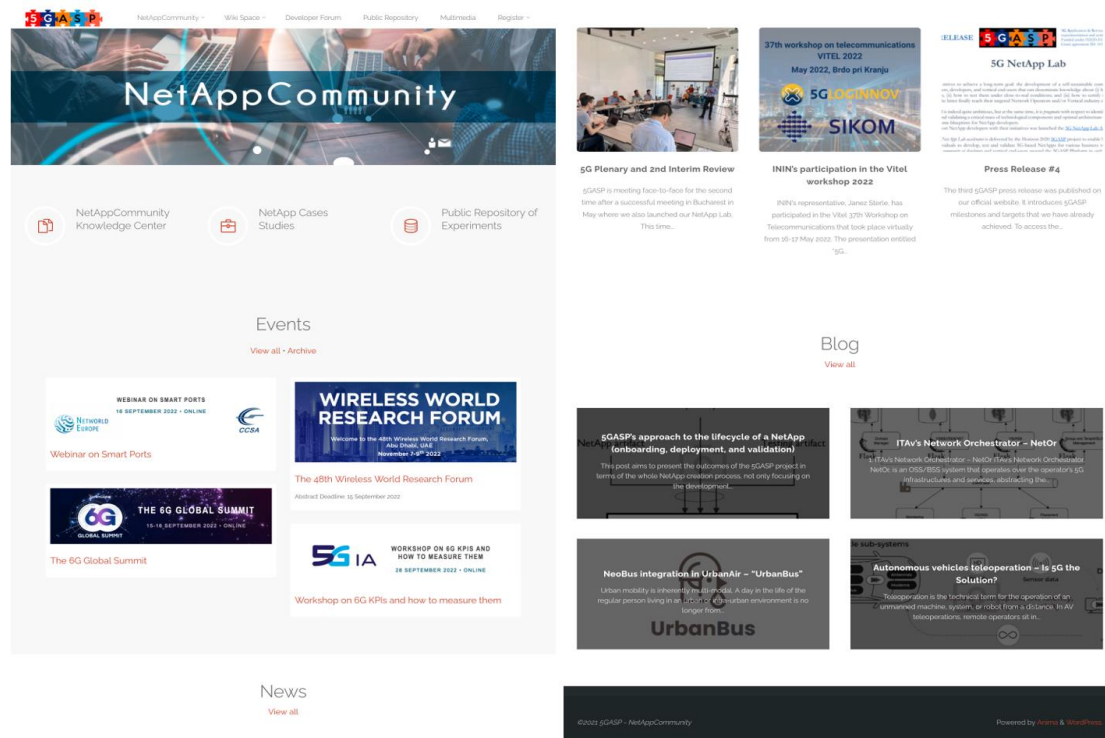 5GASP
NetAppCommunity
Wiki Space
Developer Forum
Public Repository
Multimedia
Register
NetAppCommunity
NetAppCommunity
Knowledge Center
NetApp Cases
Studies
Public Repository of
Experiments
Events
View all • Archive
WEBINAR ON SMART PORTS
16 SEPTEMBER 2022 • ONLINE
NETWORLD
EUROPE
CCSA
Webinar on Smart Ports
WIRELESS WORLD
RESEARCH FORUM
Welcome to the 48th Wireless World Research Forum,
Abu Dhabi, UAE
November 7-9th 2022
The 48th Wireless World Research Forum
Abstract Deadline: 15 September 2022
6G
GLOBAL SUMMIT
THE 6G GLOBAL SUMMIT
15-16 SEPTEMBER 2022 • ONLINE
The 6G Global Summit
5G IA
WORKSHOP ON 6G KPIS AND
HOW TO MEASURE THEM
26 SEPTEMBER 2022 • ONLINE
Workshop on 6G KPIs and how to measure them
News
View all
5G Plenary and 2nd Interim Review
5GASP is meeting face-to-face for the second
time after a successful meeting in Bucharest in
May where we also launched our NetApp Lab.
This time...
37th workshop on telecommunications
VITEL 2022
May 2022, Brdo pri Kranju
5GLOGINNOV
SIKOM
ININ's participation in the Vitel
workshop 2022
ININ's representative, Janez Sterle, has
participated in the Vitel 37th Workshop on
Telecommunications that took place virtually
from 16-17 May 2022. The presentation entitled
"5G...
ELEASE
5GASP
5G NetApp Lab
Press Release #4
The third 5GASP press release was published on
our official website. It introduces 5GASP
milestones and targets that we have already
achieved. To access the...
Blog
View all
5GASP's approach to the lifecycle of a NetApp
(onboarding, deployment, and validation)
This post aims to present the outcomes of the 5GASP project in
terms of the whole NetApp creation process, not only focusing on
the development...
ITAv's Network Orchestrator – NetOr
1. ITAv's Network Orchestrator – NetOr ITAv's Network Orchestrator,
NetOr, is an OSS/BSS system that operates over the operator's 5G
infrastructures and services, abstracting the...
NeoBus integration in UrbanAir – "UrbanBus"
Urban mobility is inherently multi-modal. A day in the life of the
regular person living in an urban or intra-urban environment is no
longer from...
UrbanBus
le sub-systems
Autonomous vehicles teleoperation – Is 5G the
Solution?
Sensor data
Teleoperation is the technical term for the operation of an
unmanned machine, system, or robot from a distance. In AV
teleoperations, remote operators sit in...
©2021 5GASP - NetAppCommunity
Powered by Anima & WordPress.